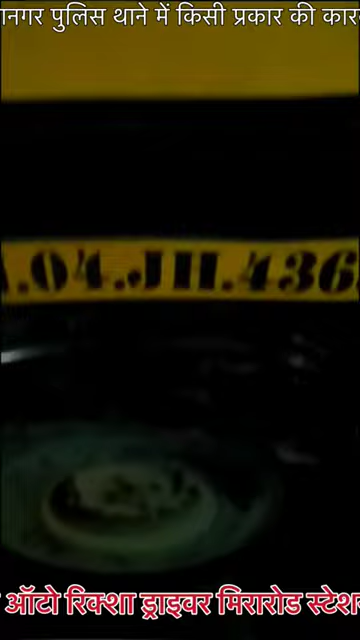 नगर पुलिस थाने में किसी प्रकार की
.04.JH.436
ऑटो रिक्शा ड्राइवर मिरारोड